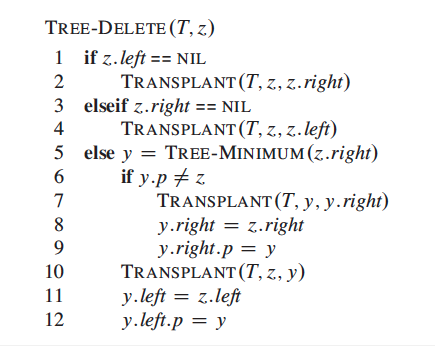 TREE-DELETE(T, z)
1 if z.left == NIL
2 TRANSPLANT(T, z, z.right)
3 elseif z.right == NIL
4 TRANSPLANT(T, z, z.left)
5 else y = TREE-MINIMUM(z.right)
6 if y.p ≠ z
7 TRANSPLANT(T, y, y.right)
8 y.right = z.right
9 y.right.p = y
10 TRANSPLANT(T, z, y)
11 y.left = z.left
12 y.left.p = y